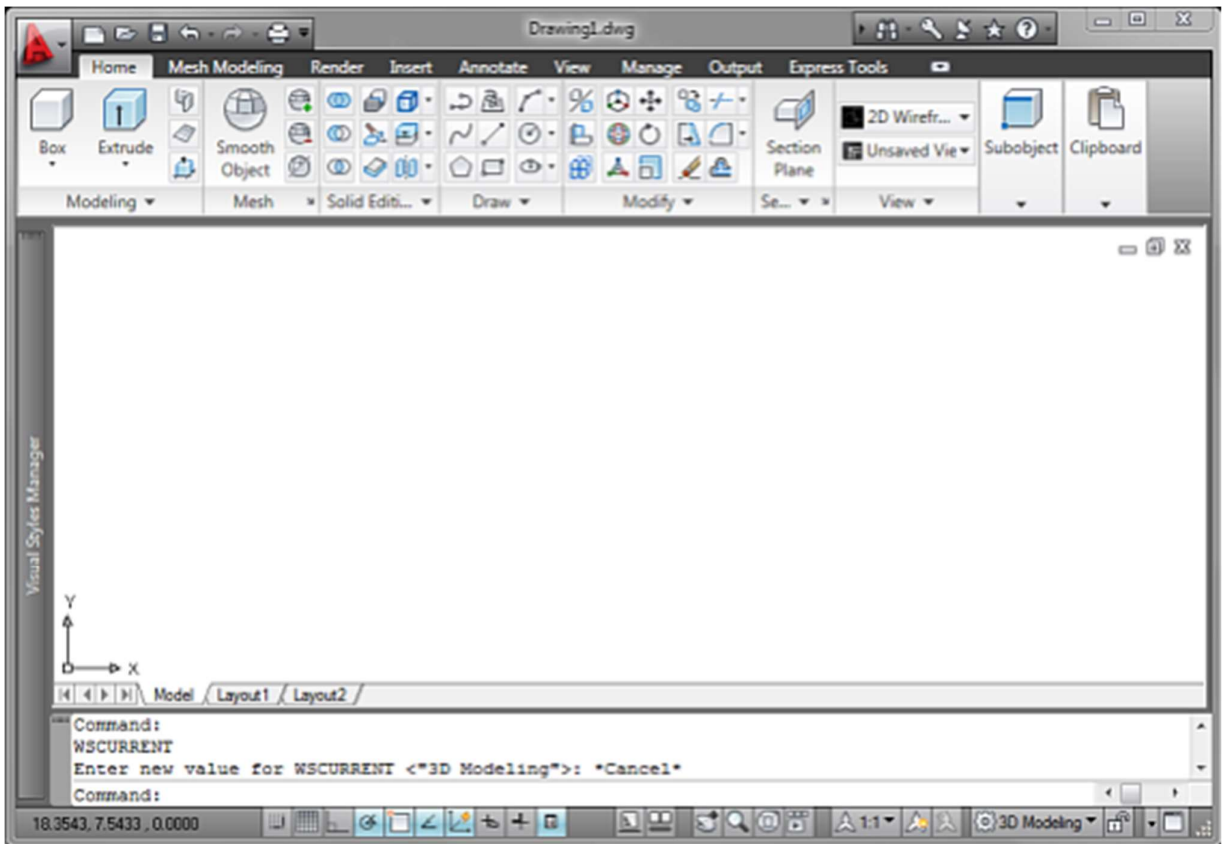 Drawing1.dwg
Home Mesh Modeling Render Insert Annotate View Manage Output Express Tools
Box Extrude Smooth Object Section Plane 2D Wirefr... Unsaved Vie Subobject Clipboard
Modeling Mesh Solid Editi... Draw Modify Se... View
Visual Styles Manager
Y
X
Model Layout1 Layout2
Command:
WSCURRENT
Enter new value for WSCURRENT <"3D Modeling">: *Cancel*
Command:
18.3543, 7.5433 , 0.0000 1:1 3D Modeling